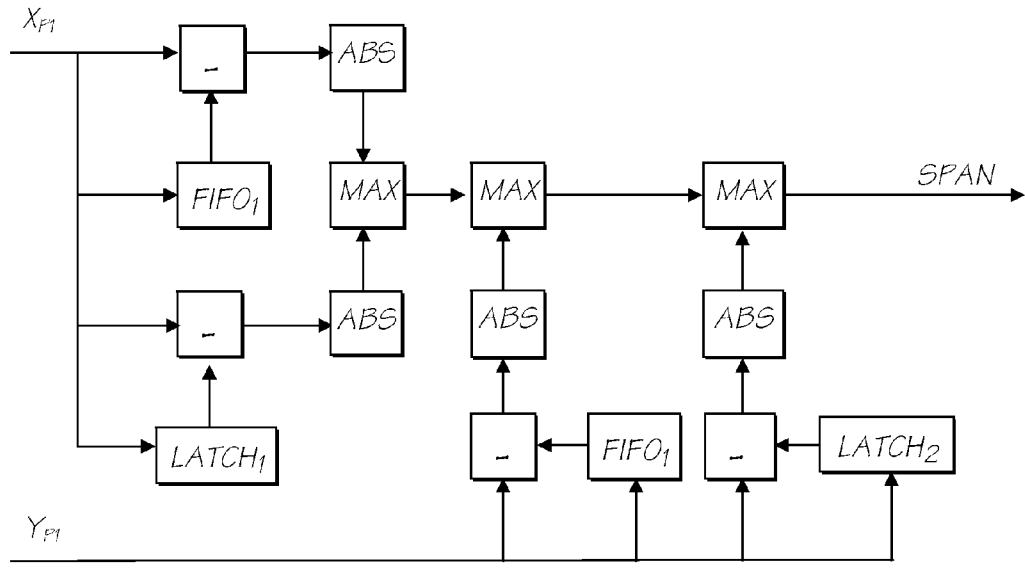 X_P1
- ABS
FIFO_1 MAX MAX MAX SPAN
- ABS ABS ABS
LATCH_1 - FIFO_1 - LATCH_2
Y_P1